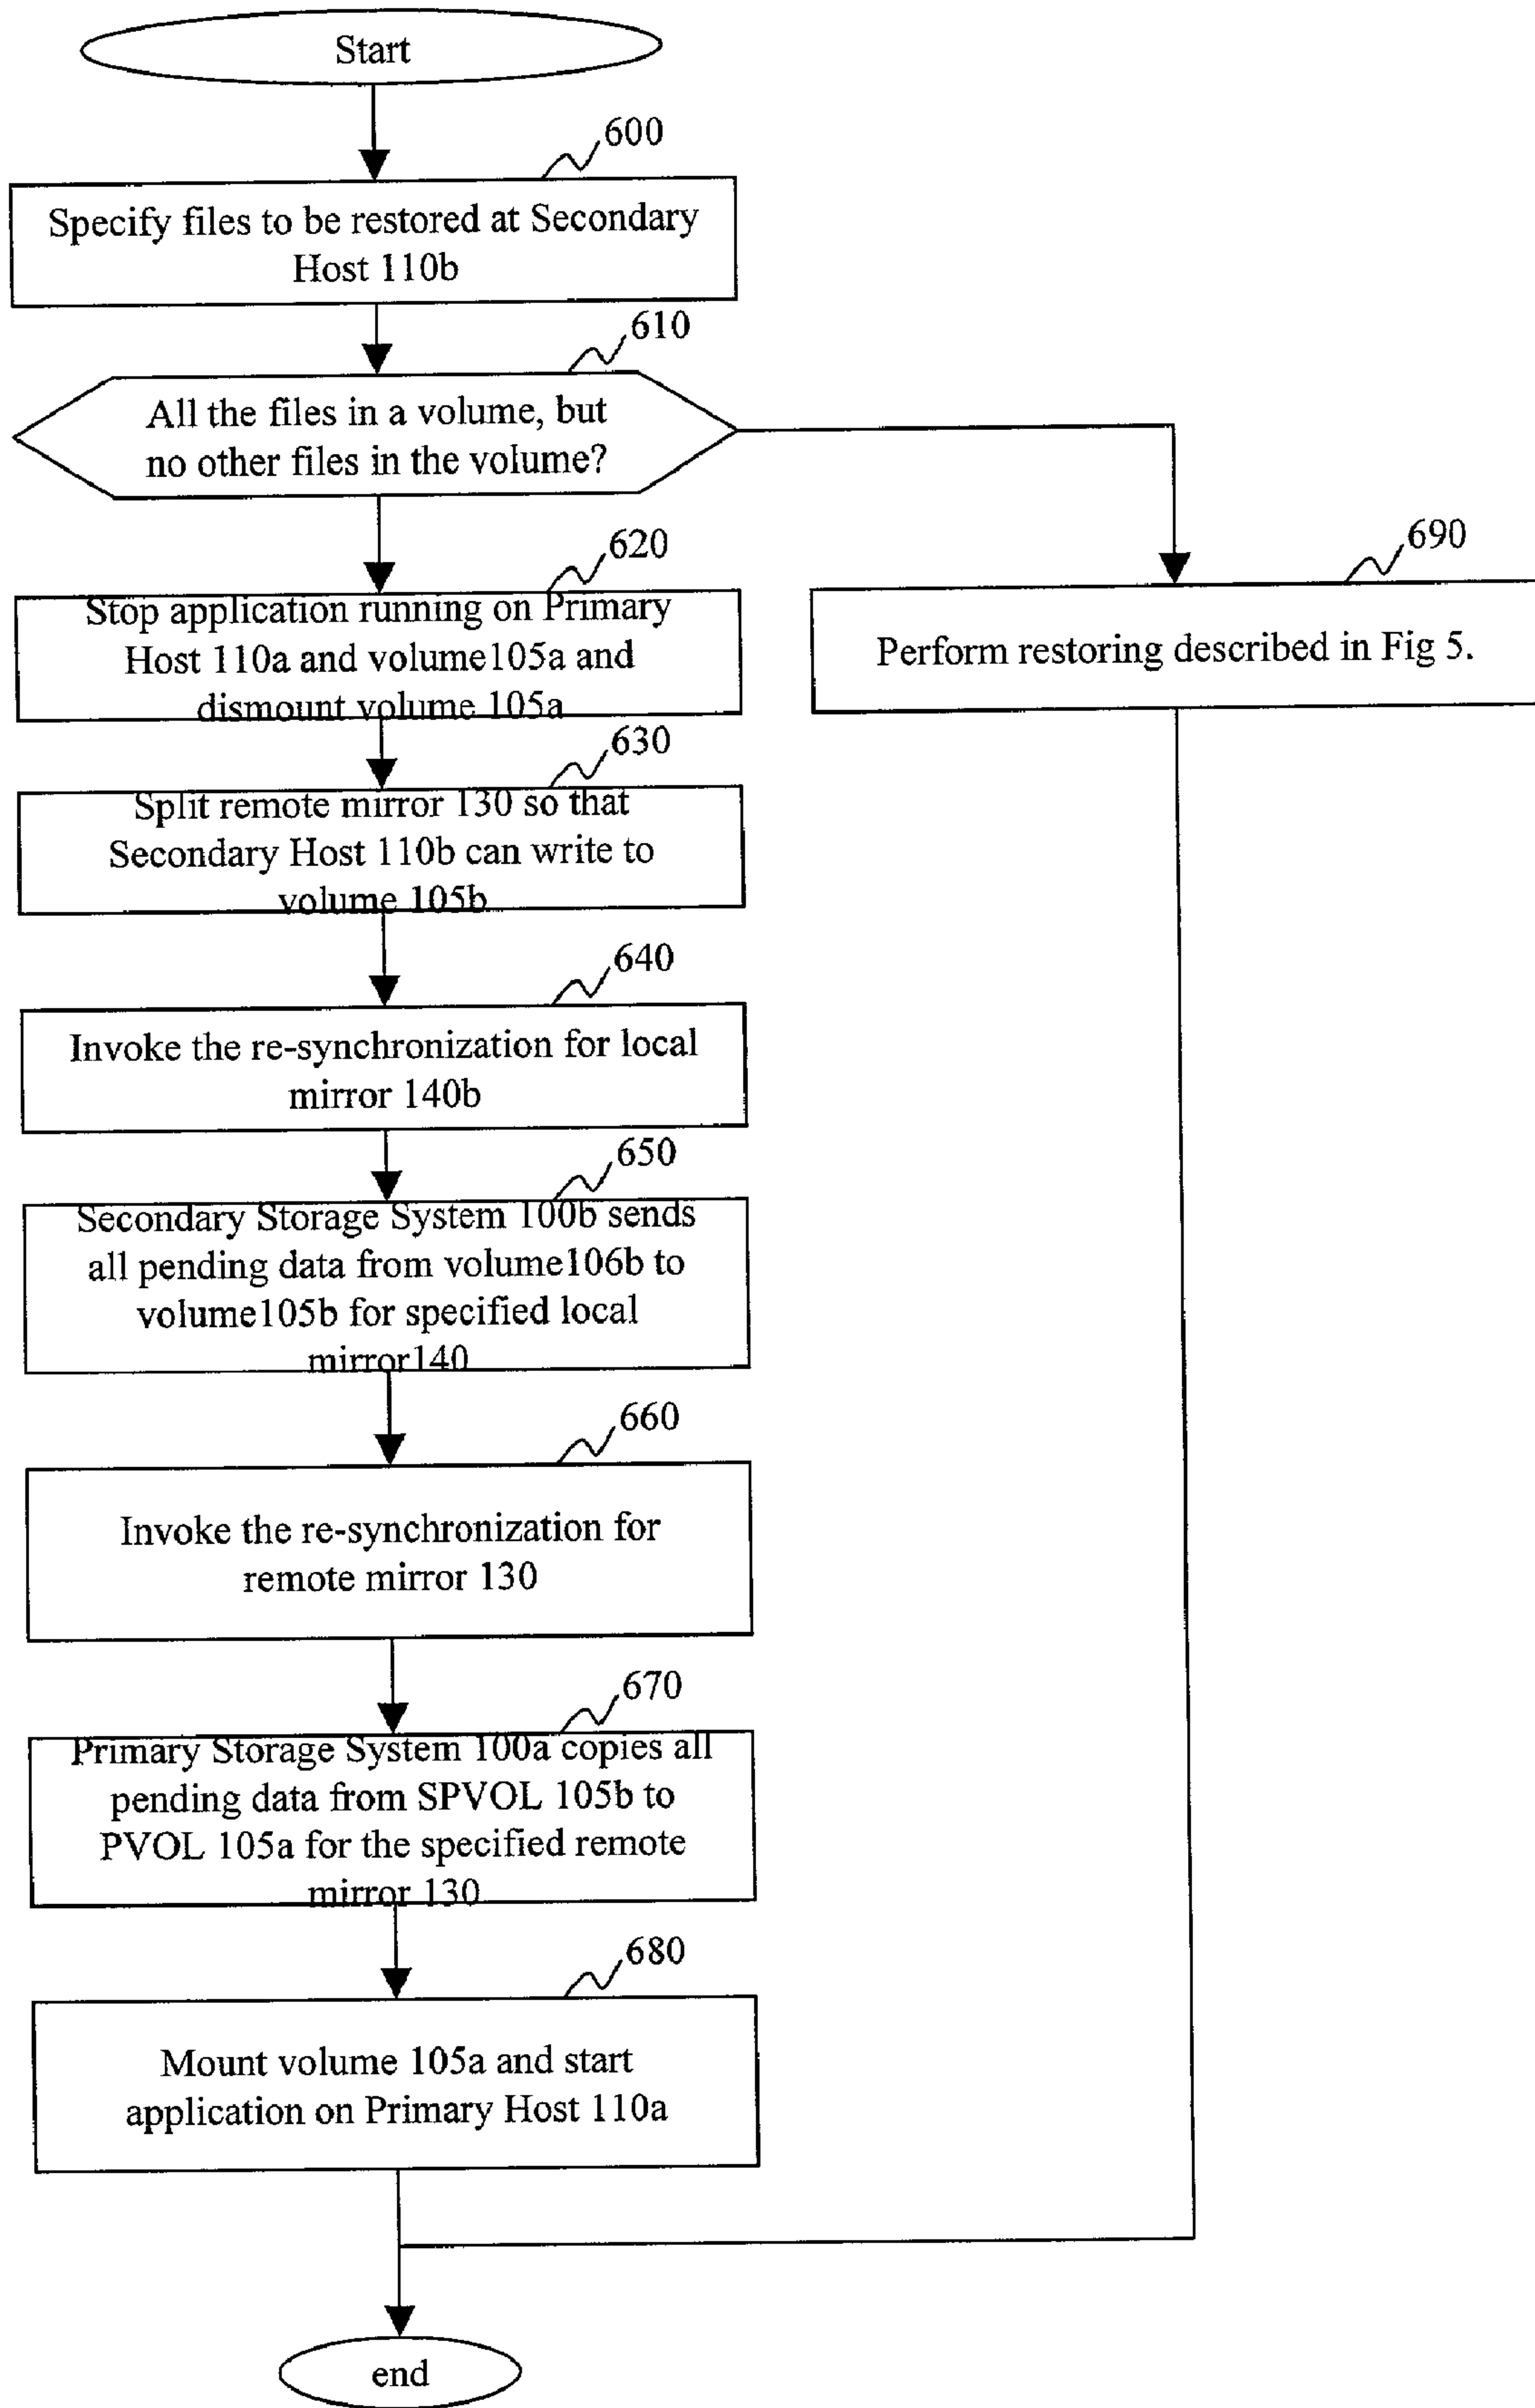 Start
600
Specify files to be restored at Secondary
Host 110b
610
All the files in a volume, but
no other files in the volume?
620
Stop application running on Primary
Host 110a and volume105a and
dismount volume 105a
690
Perform restoring described in Fig 5.
630
Split remote mirror 130 so that
Secondary Host 110b can write to
volume 105b
640
Invoke the re-synchronization for local
mirror 140b
650
Secondary Storage System 100b sends
all pending data from volume106b to
volume105b for specified local
mirror140
660
Invoke the re-synchronization for
remote mirror 130
670
Primary Storage System 100a copies all
pending data from SPVOL 105b to
PVOL 105a for the specified remote
mirror 130
680
Mount volume 105a and start
application on Primary Host 110a
end